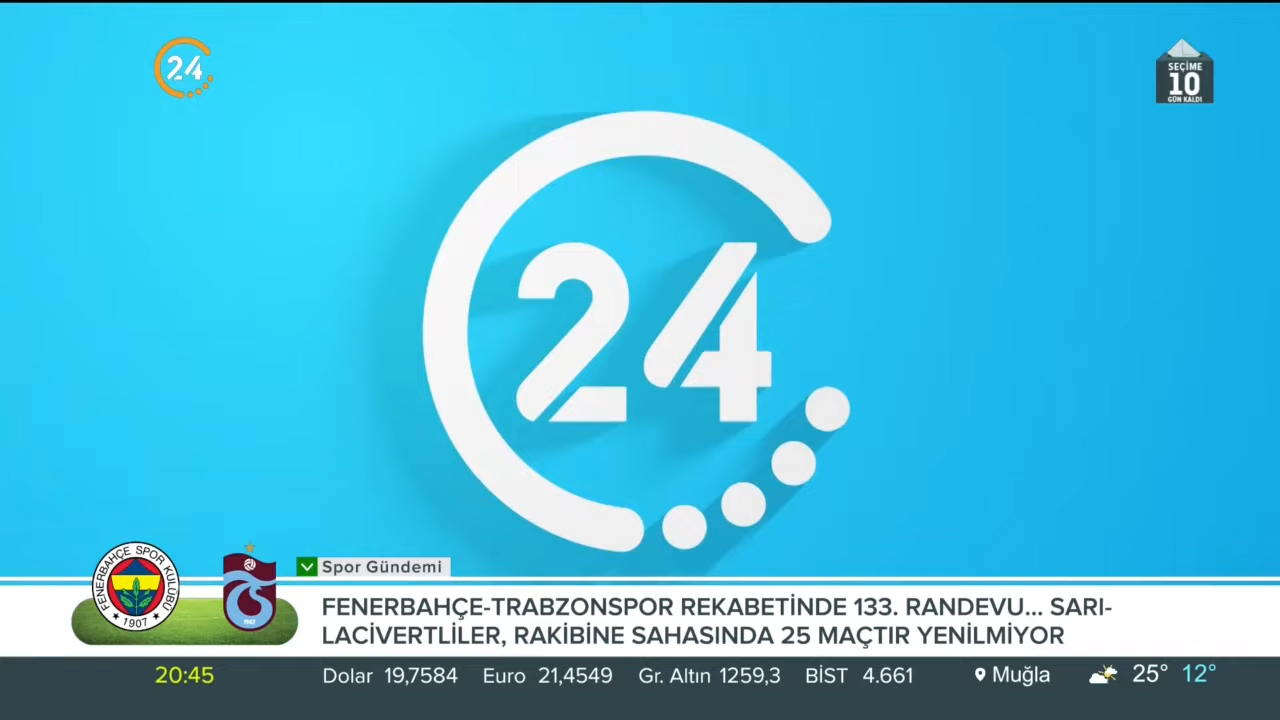 24
SEÇİME
10
GÜN KALDI
24
FENERBAHÇE SPOR KULÜBÜ
1907
1967
Spor Gündemi
FENERBAHÇE-TRABZONSPOR REKABETİNDE 133. RANDEVU... SARI-
LACİVERTLİLER, RAKİBİNE SAHASINDA 25 MAÇTIR YENİLMİYOR
20:45 Dolar 19,7584 Euro 21,4549 Gr. Altın 1259,3 BİST 4.661 Muğla 25° 12°